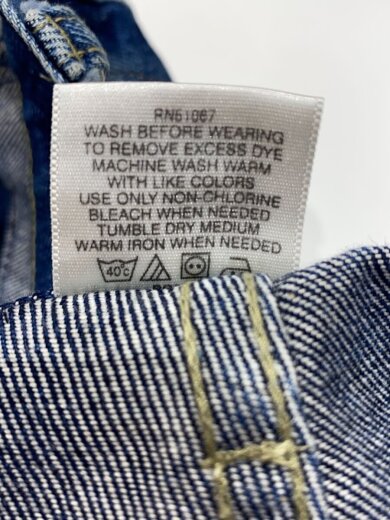 RN51067
WASH BEFORE WEARING
TO REMOVE EXCESS DYE
MACHINE WASH WARM
WITH LIKE COLORS
USE ONLY NON-CHLORINE
BLEACH WHEN NEEDED
TUMBLE DRY MEDIUM
WARM IRON WHEN NEEDED
40°C